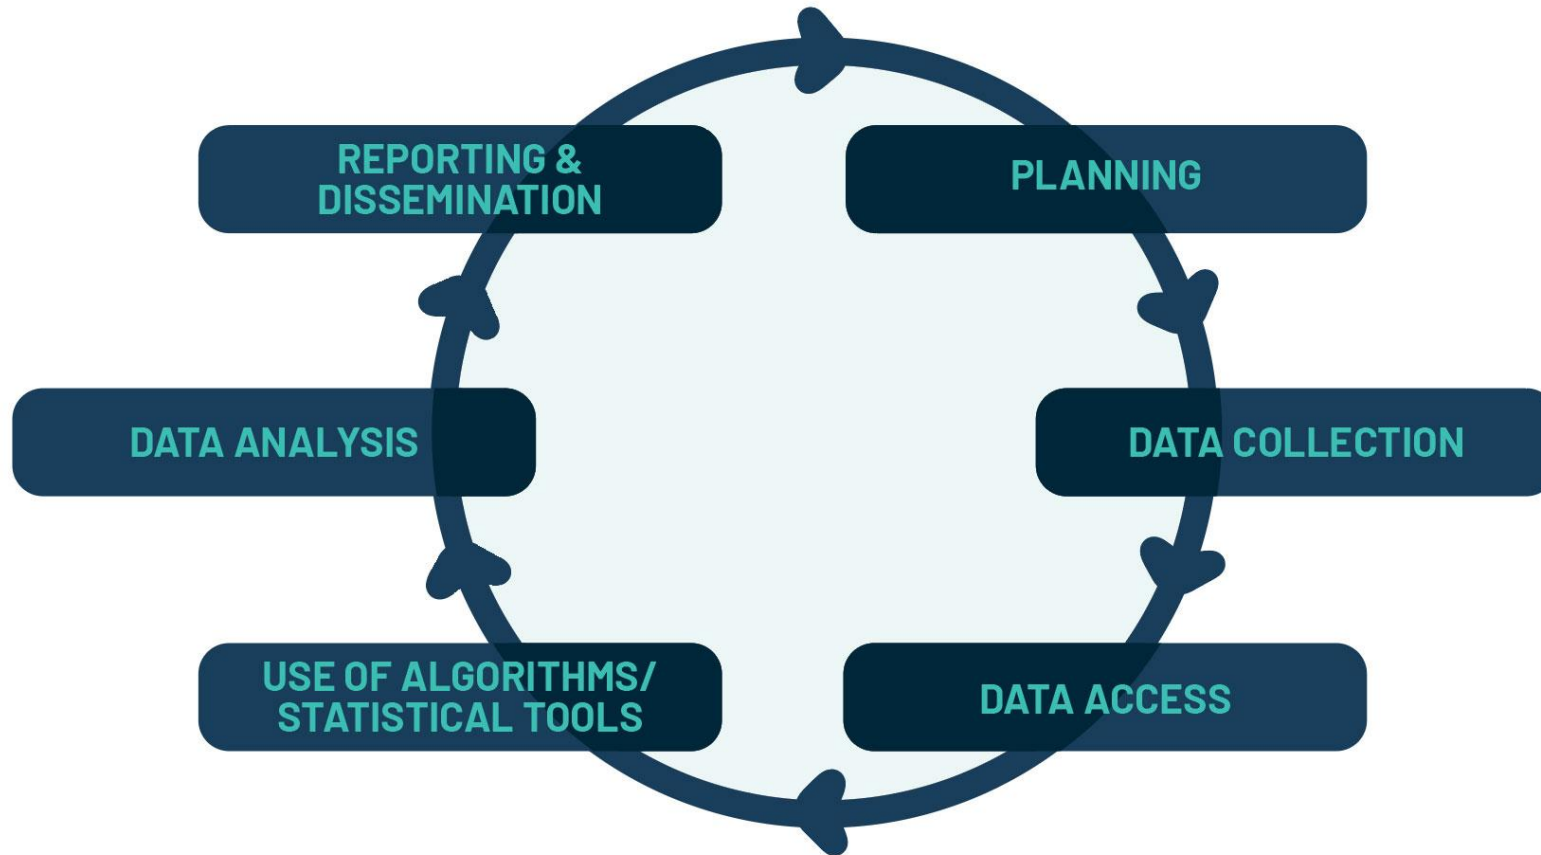 REPORTING &
DISSEMINATION
PLANNING
DATA ANALYSIS
DATA COLLECTION
USE OF ALGORITHMS/
STATISTICAL TOOLS
DATA ACCESS